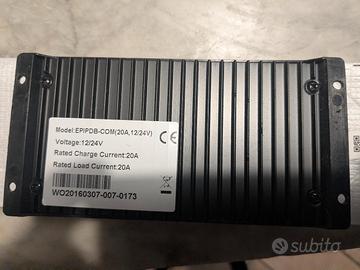 Model:EPIPDB-COM(20A,12/24V)
Voltage:12/24V
Rated Charge Current:20A
Rated Load Current:20A
CE
WO20160307-007-0173
subito